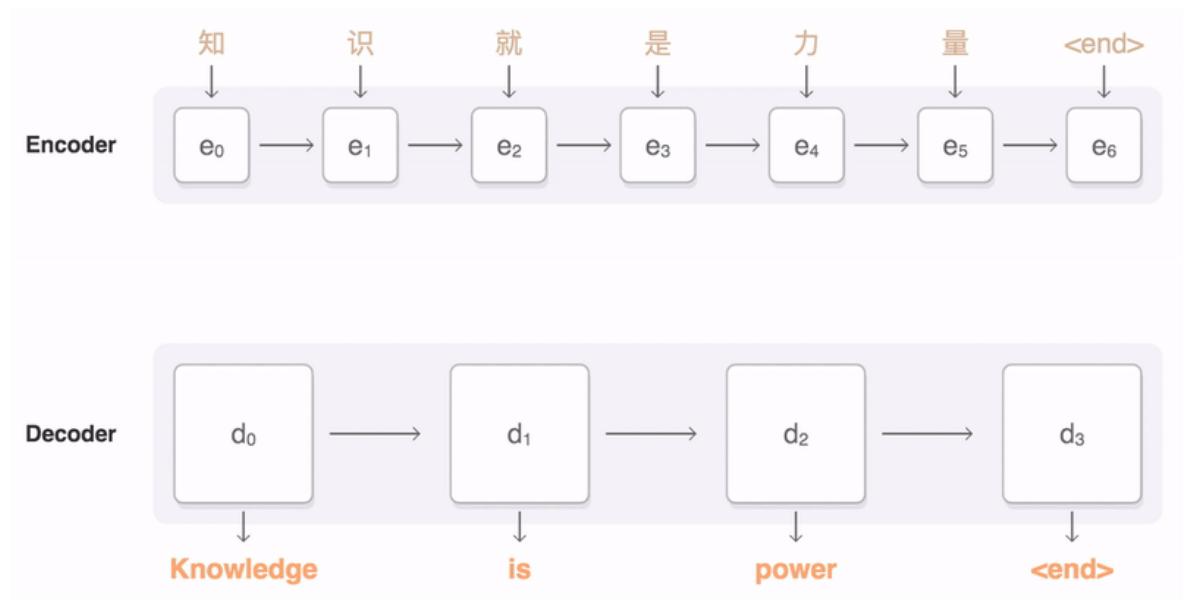 知 识 就 是 力 量 <end>
Encoder e₀ e₁ e₂ e₃ e₄ e₅ e₆
Decoder d₀ d₁ d₂ d₃
Knowledge is power <end>